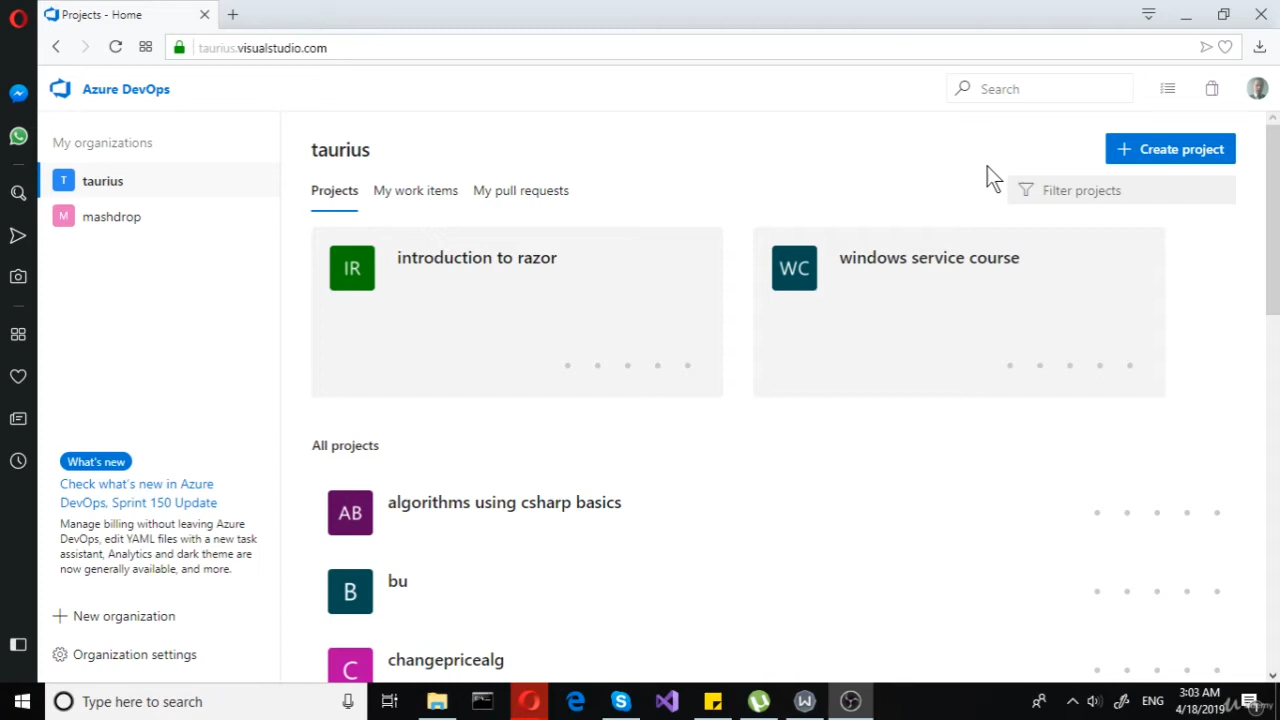 Projects - Home
taurius.visualstudio.com
Azure DevOps
Search
My organizations
T taurius
M mashdrop
What's new
Check what's new in Azure
DevOps, Sprint 150 Update
Manage billing without leaving Azure
DevOps, edit YAML files with a new task
assistant, Analytics and dark theme are
now generally available, and more.
New organization
Organization settings
taurius
Create project
Projects My work items My pull requests
Filter projects
IR introduction to razor
WC windows service course
All projects
AB algorithms using csharp basics
B bu
C changepricealg
Type here to search
ENG
3:03 AM
4/18/2019
udemy